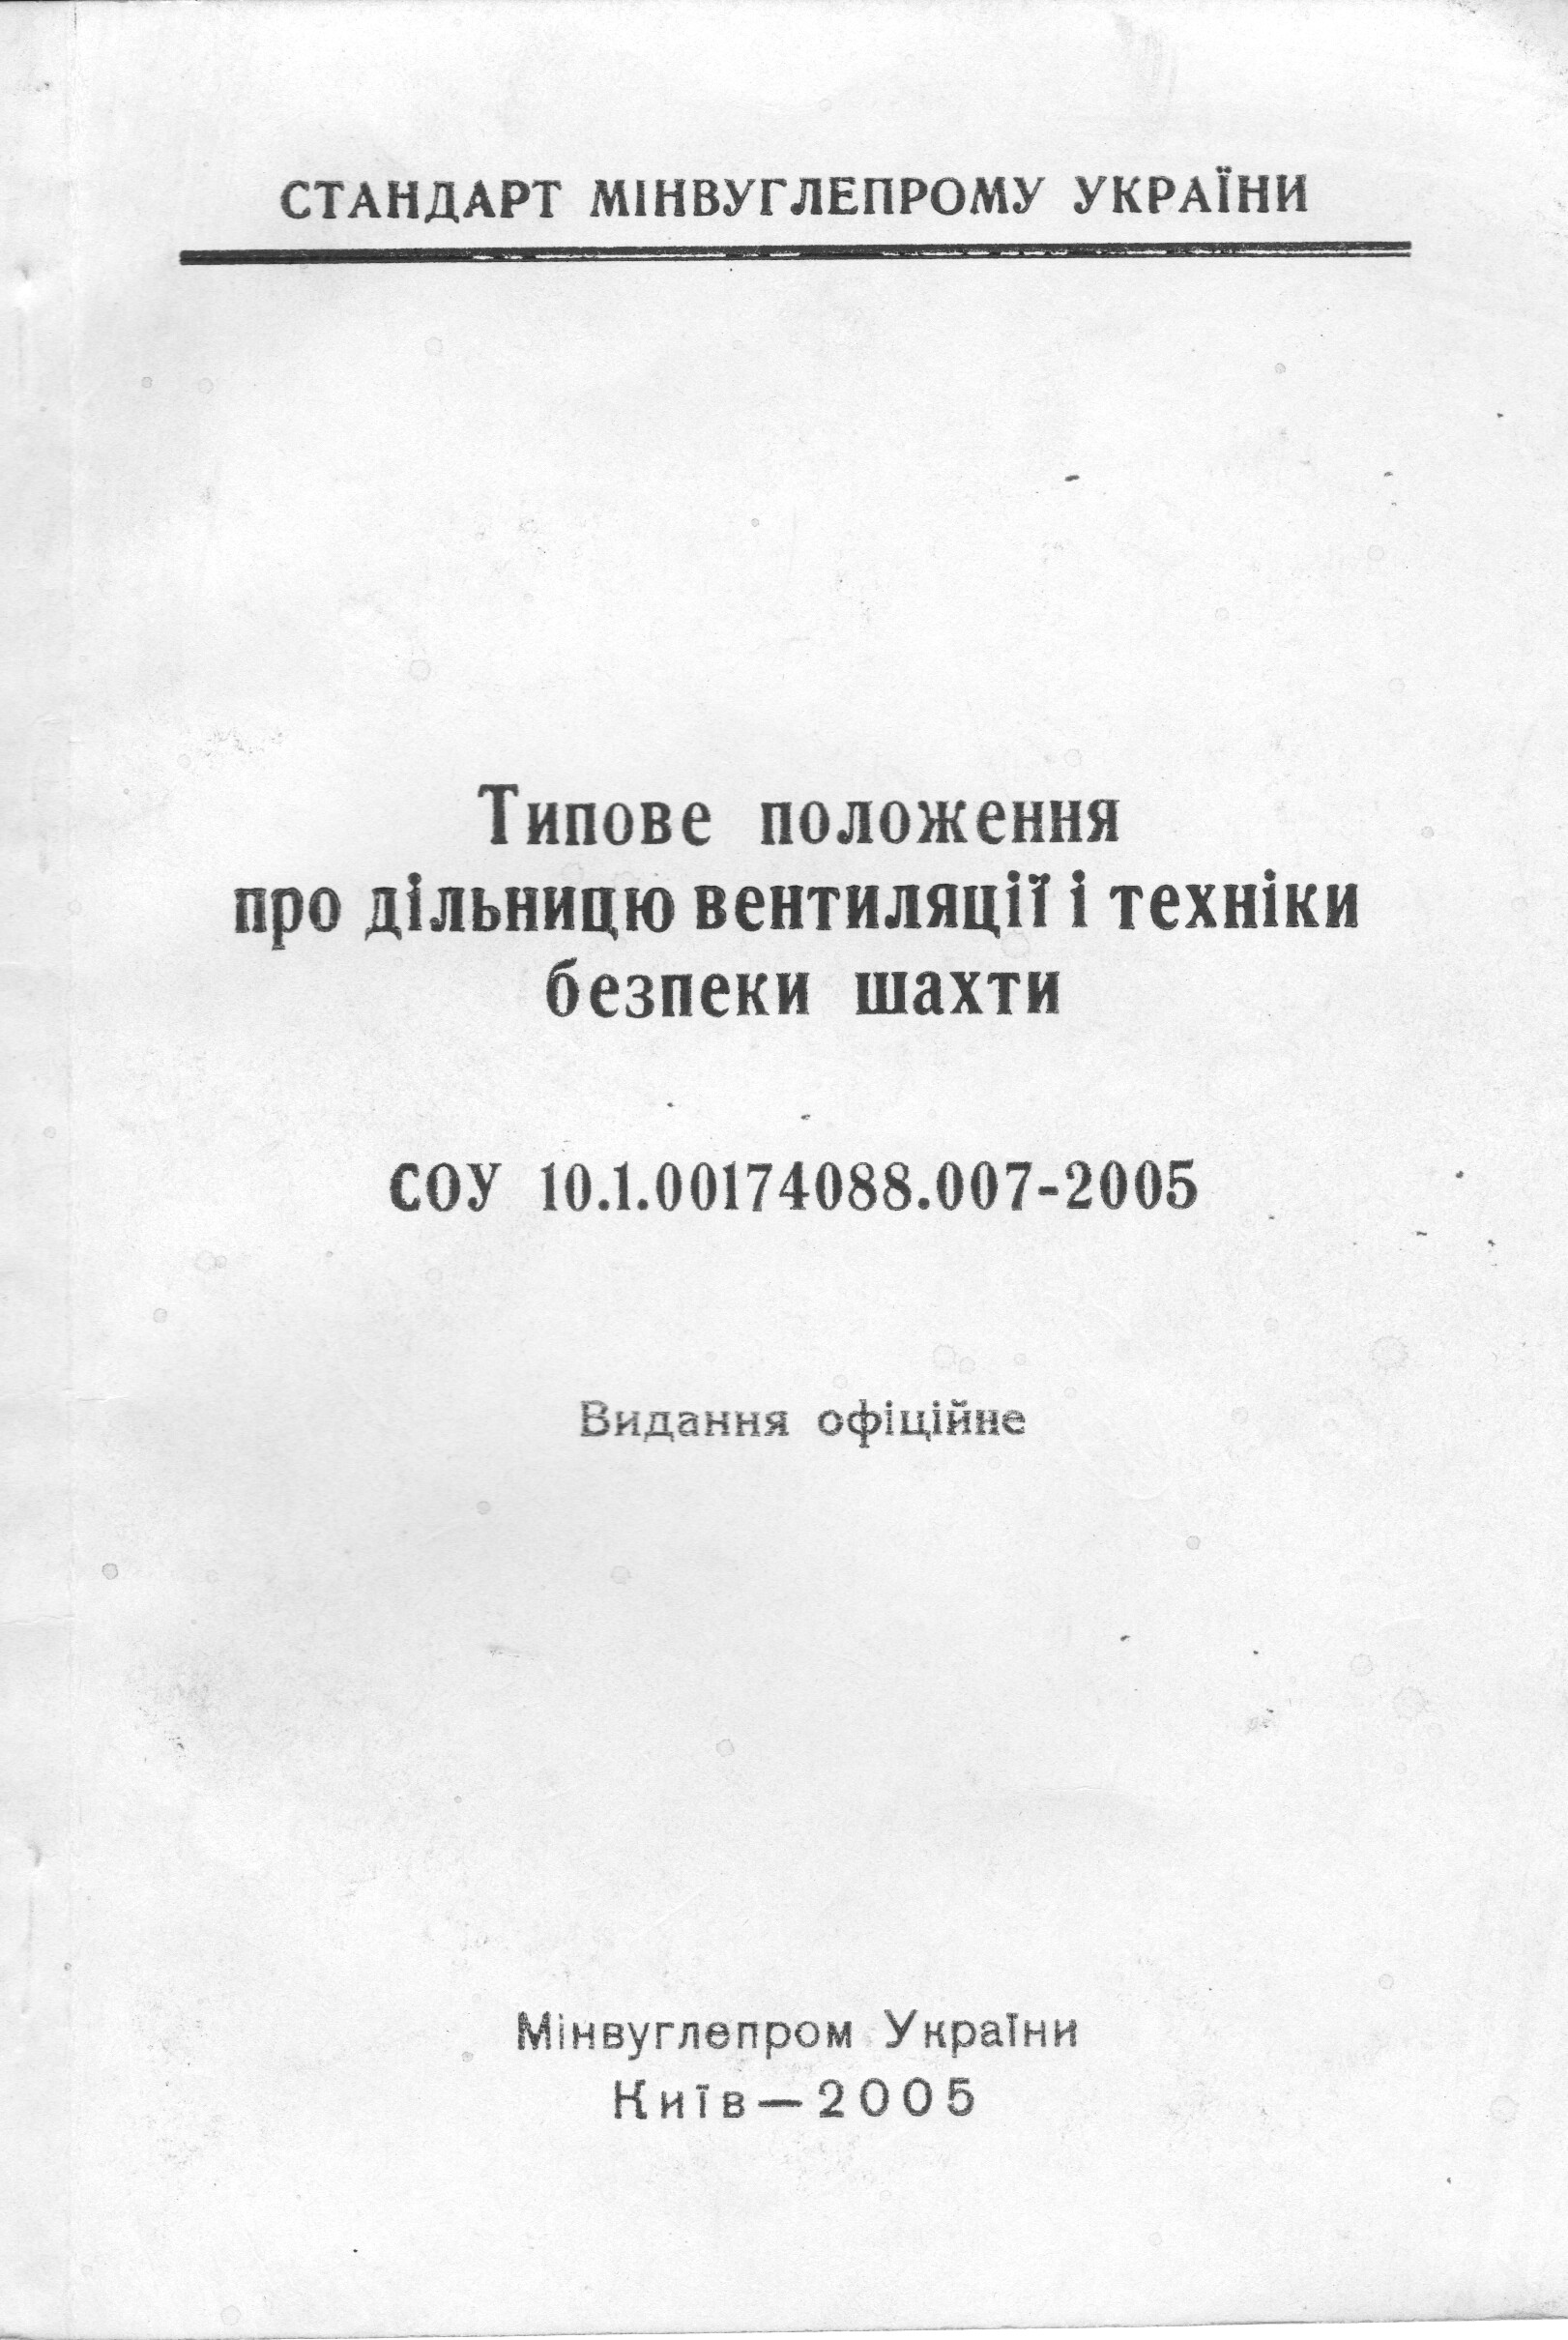 СТАНДАРТ МІНВУГЛЕПРОМУ УКРАЇНИ
Типове положення
про дільницю вентиляції і техніки
безпеки шахти
СОУ 10.1.00174088.007-2005
Видання офіційне
Мінвуглепром України
Київ—2005